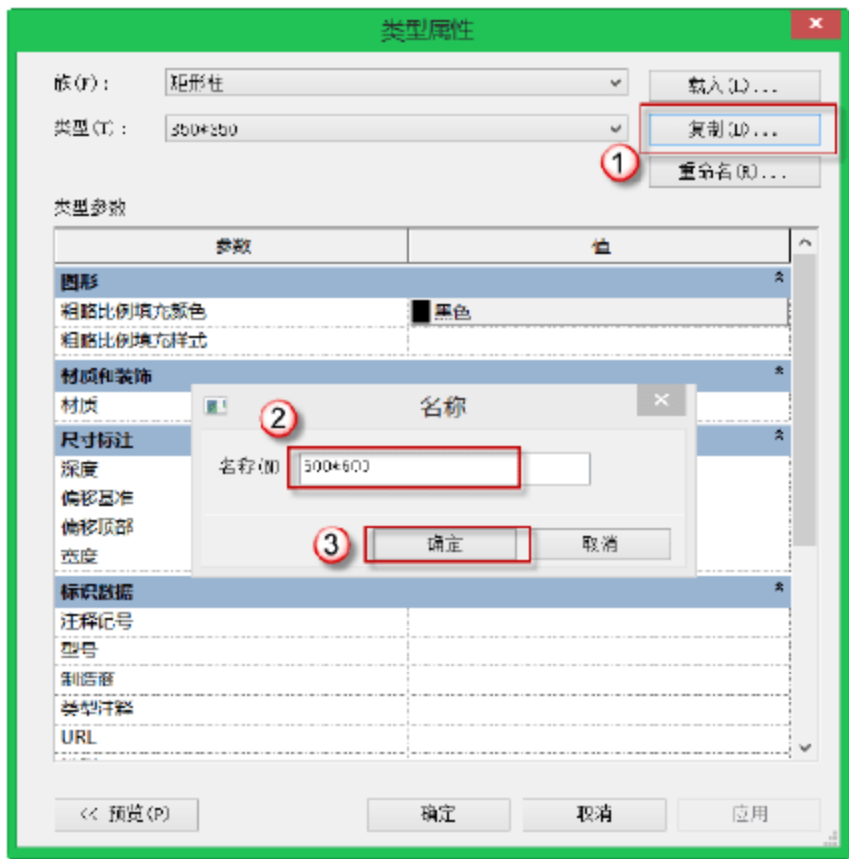 类型属性
族(F)： 矩形柱 载入(L)...
类型(T)： 350*350 复制(D)...
①
重命名(R)...
类型参数
参数 值
图形
粗略比例填充颜色 黑色
粗略比例填充样式
材质和装饰
材质
名称
②
尺寸标注
深度
名称(N) 600*600
偏移基准
偏移顶部
③ 确定 取消
宽度
标识数据
注释记号
型号
制造商
类型注释
URL
<< 预览(P) 确定 取消 应用